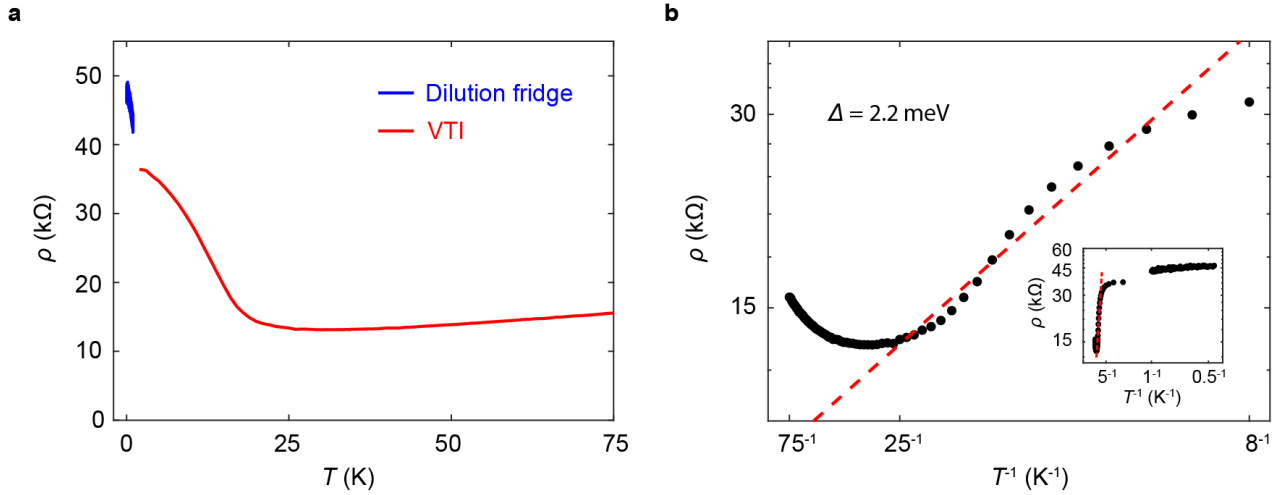 a
50
40
30
20
10
0
ρ (kΩ)
Dilution fridge
VTI
0
25
50
75
T (K)
b
30
15
ρ (kΩ)
Δ = 2.2 meV
75⁻¹
25⁻¹
8⁻¹
T⁻¹ (K⁻¹)
60
45
30
15
ρ (kΩ)
5⁻¹
1⁻¹
0.5⁻¹
T⁻¹ (K⁻¹)